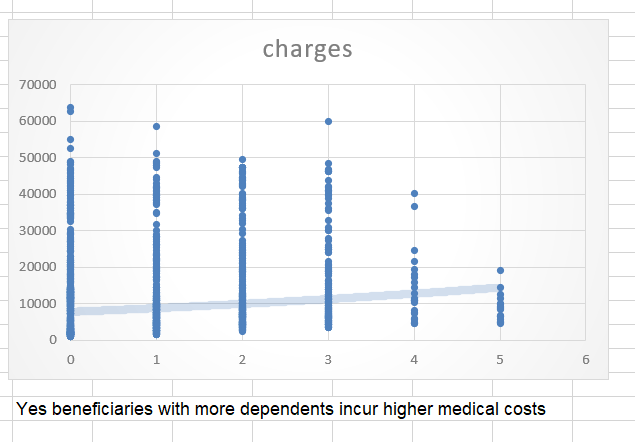 charges
70000
60000
50000
40000
30000
20000
10000
0
0 1 2 3 4 5 6
Yes beneficiaries with more dependents incur higher medical costs